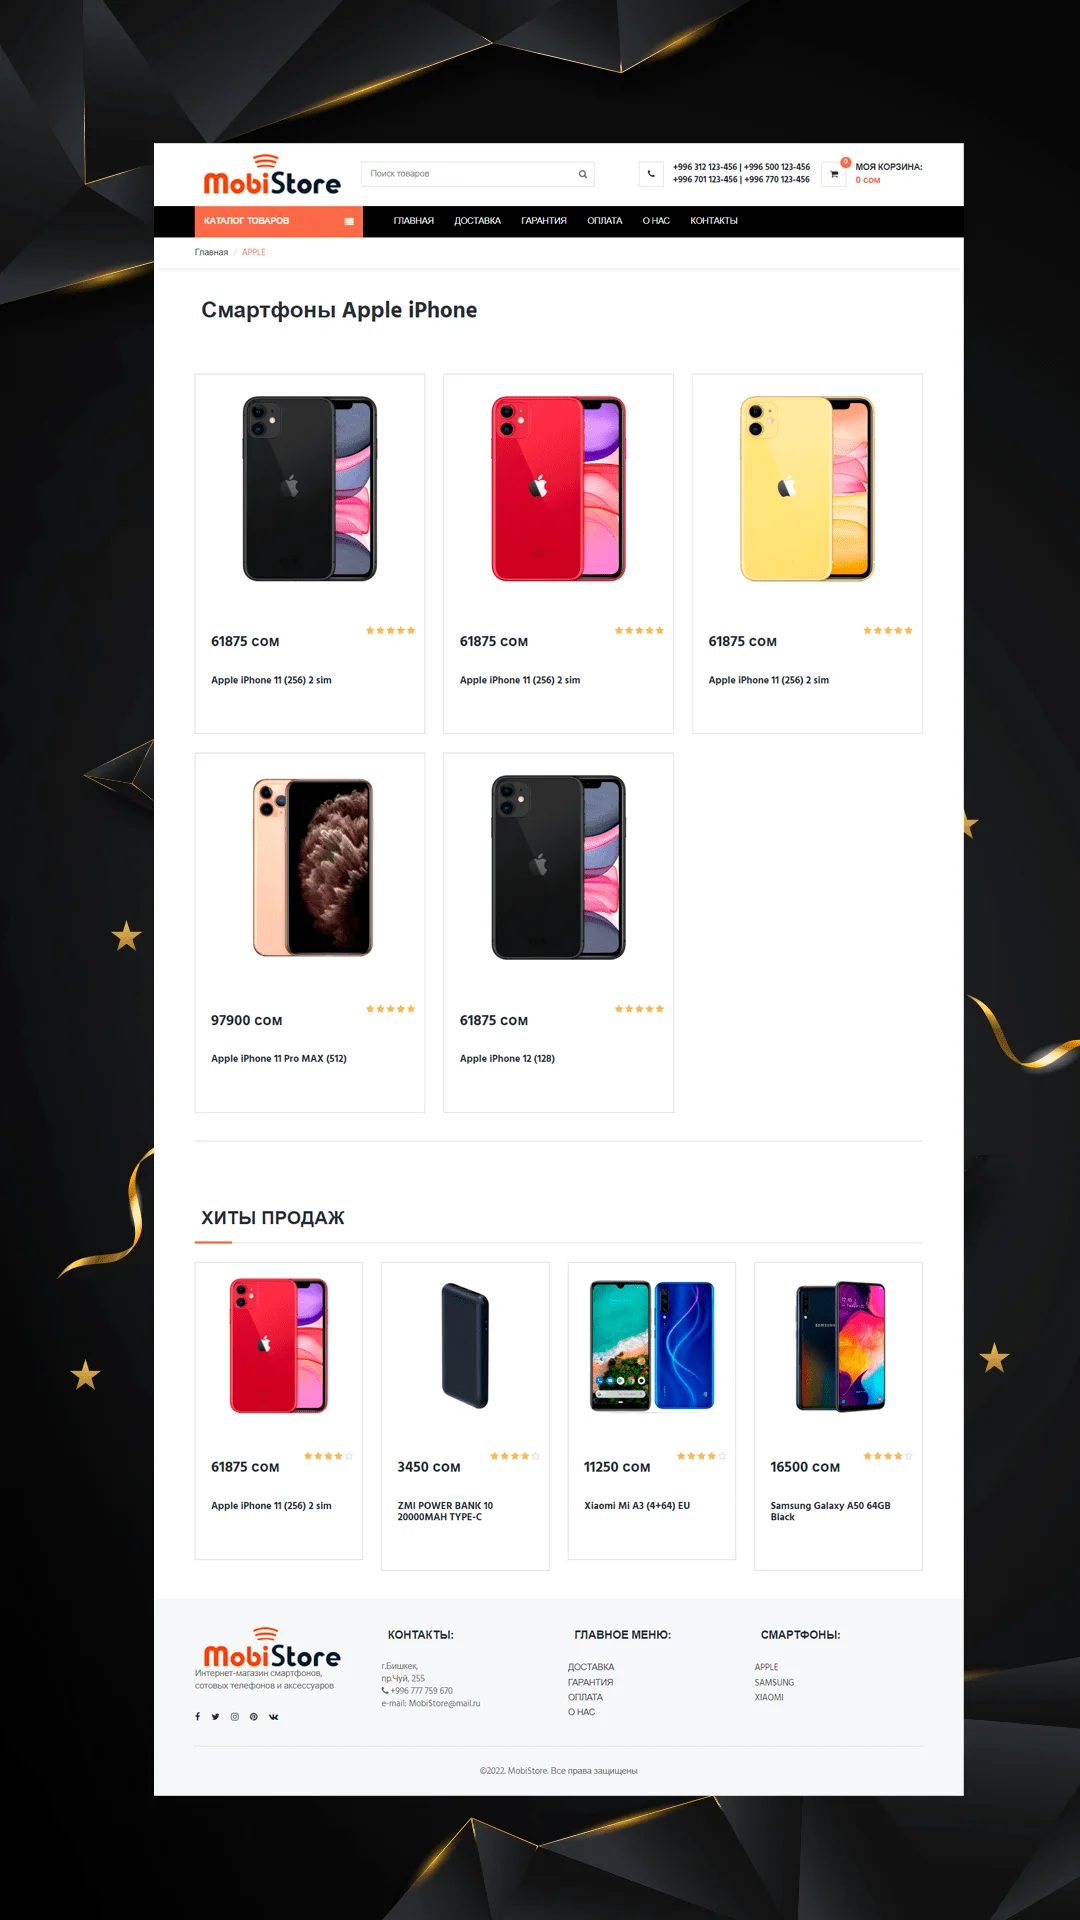 MobiStore
Поиск товаров
+996 312 123-456 | +996 500 123-456
+996 701 123-456 | +996 770 123-456
0
МОЯ КОРЗИНА:
0 сом
КАТАЛОГ ТОВАРОВ
ГЛАВНАЯ ДОСТАВКА ГАРАНТИЯ ОПЛАТА О НАС КОНТАКТЫ
Главная / APPLE
Смартфоны Apple iPhone
61875 сом
Apple iPhone 11 (256) 2 sim
61875 сом
Apple iPhone 11 (256) 2 sim
61875 сом
Apple iPhone 11 (256) 2 sim
97900 сом
Apple iPhone 11 Pro MAX (512)
61875 сом
Apple iPhone 12 (128)
ХИТЫ ПРОДАЖ
61875 сом
Apple iPhone 11 (256) 2 sim
3450 сом
ZMI POWER BANK 10
20000MAH TYPE-C
11250 сом
Xiaomi Mi A3 (4+64) EU
SAMSUNG
16500 сом
Samsung Galaxy A50 64GB
Black
MobiStore
Интернет-магазин смартфонов,
сотовых телефонов и аксессуаров
КОНТАКТЫ:
г.Бишкек,
пр.Чуй, 255
+996 777 759 670
e-mail: MobiStore@mail.ru
ГЛАВНОЕ МЕНЮ:
ДОСТАВКА
ГАРАНТИЯ
ОПЛАТА
О НАС
СМАРТФОНЫ:
APPLE
SAMSUNG
XIAOMI
©2022. MobiStore. Все права защищены